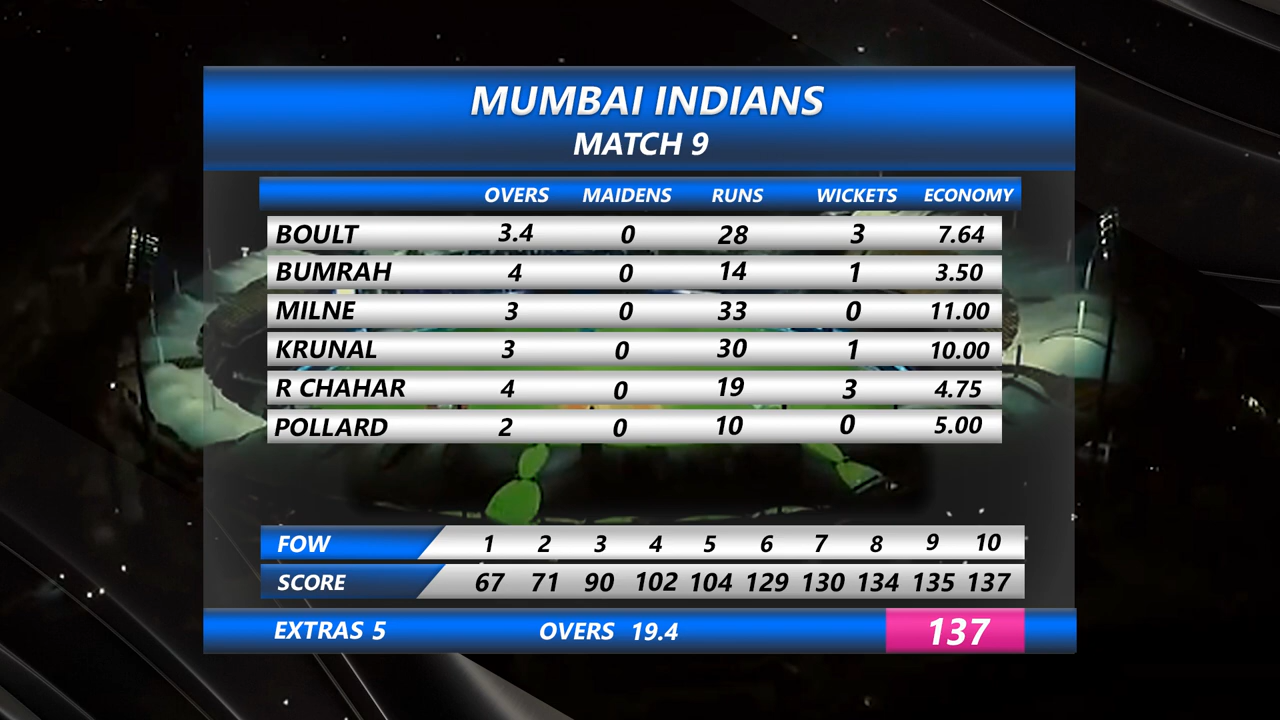 MUMBAI INDIANS
MATCH 9
OVERS MAIDENS RUNS WICKETS ECONOMY
BOULT 3.4 0 28 3 7.64
BUMRAH 4 0 14 1 3.50
MILNE 3 0 33 0 11.00
KRUNAL 3 0 30 1 10.00
R CHAHAR 4 0 19 3 4.75
POLLARD 2 0 10 0 5.00
FOW 1 2 3 4 5 6 7 8 9 10
SCORE 67 71 90 102 104 129 130 134 135 137
EXTRAS 5 OVERS 19.4 137